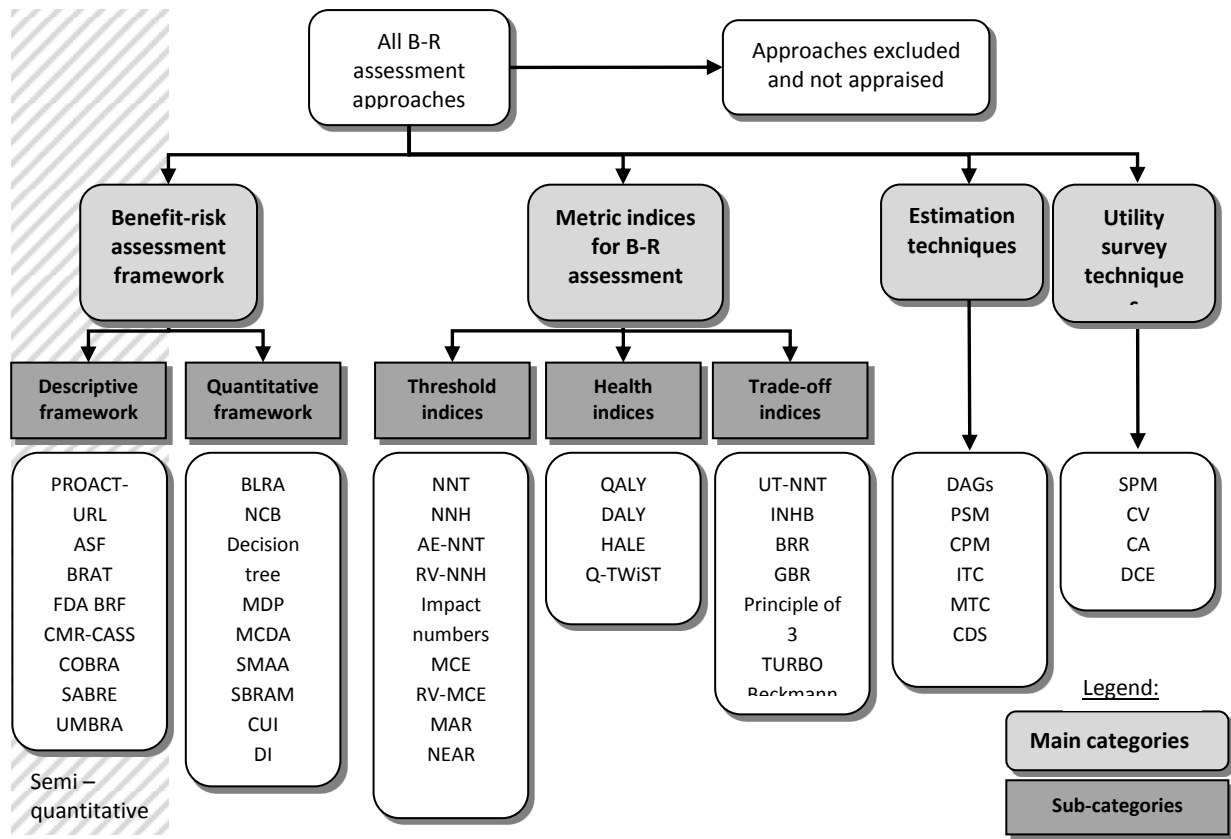 All B-R
assessment
approaches
Approaches excluded
and not appraised
Benefit-risk
assessment
framework
Metric indices
for B-R
assessment
Estimation
techniques
Utility
survey
technique
Descriptive
framework
Quantitative
framework
Threshold
indices
Health
indices
Trade-off
indices
PROACT-
URL
ASF
BRAT
FDA BRF
CMR-CASS
COBRA
SABRE
UMBRA
BLRA
NCB
Decision
tree
MDP
MCDA
SMAA
SBRAM
CUI
DI
NNT
NNH
AE-NNT
RV-NNH
Impact
numbers
MCE
RV-MCE
MAR
NEAR
QALY
DALY
HALE
Q-TWiST
UT-NNT
INHB
BRR
GBR
Principle of
3
TURBO
Beckmann
DAGs
PSM
CPM
ITC
MTC
CDS
SPM
CV
CA
DCE
Semi –
quantitative
Legend:
Main categories
Sub-categories